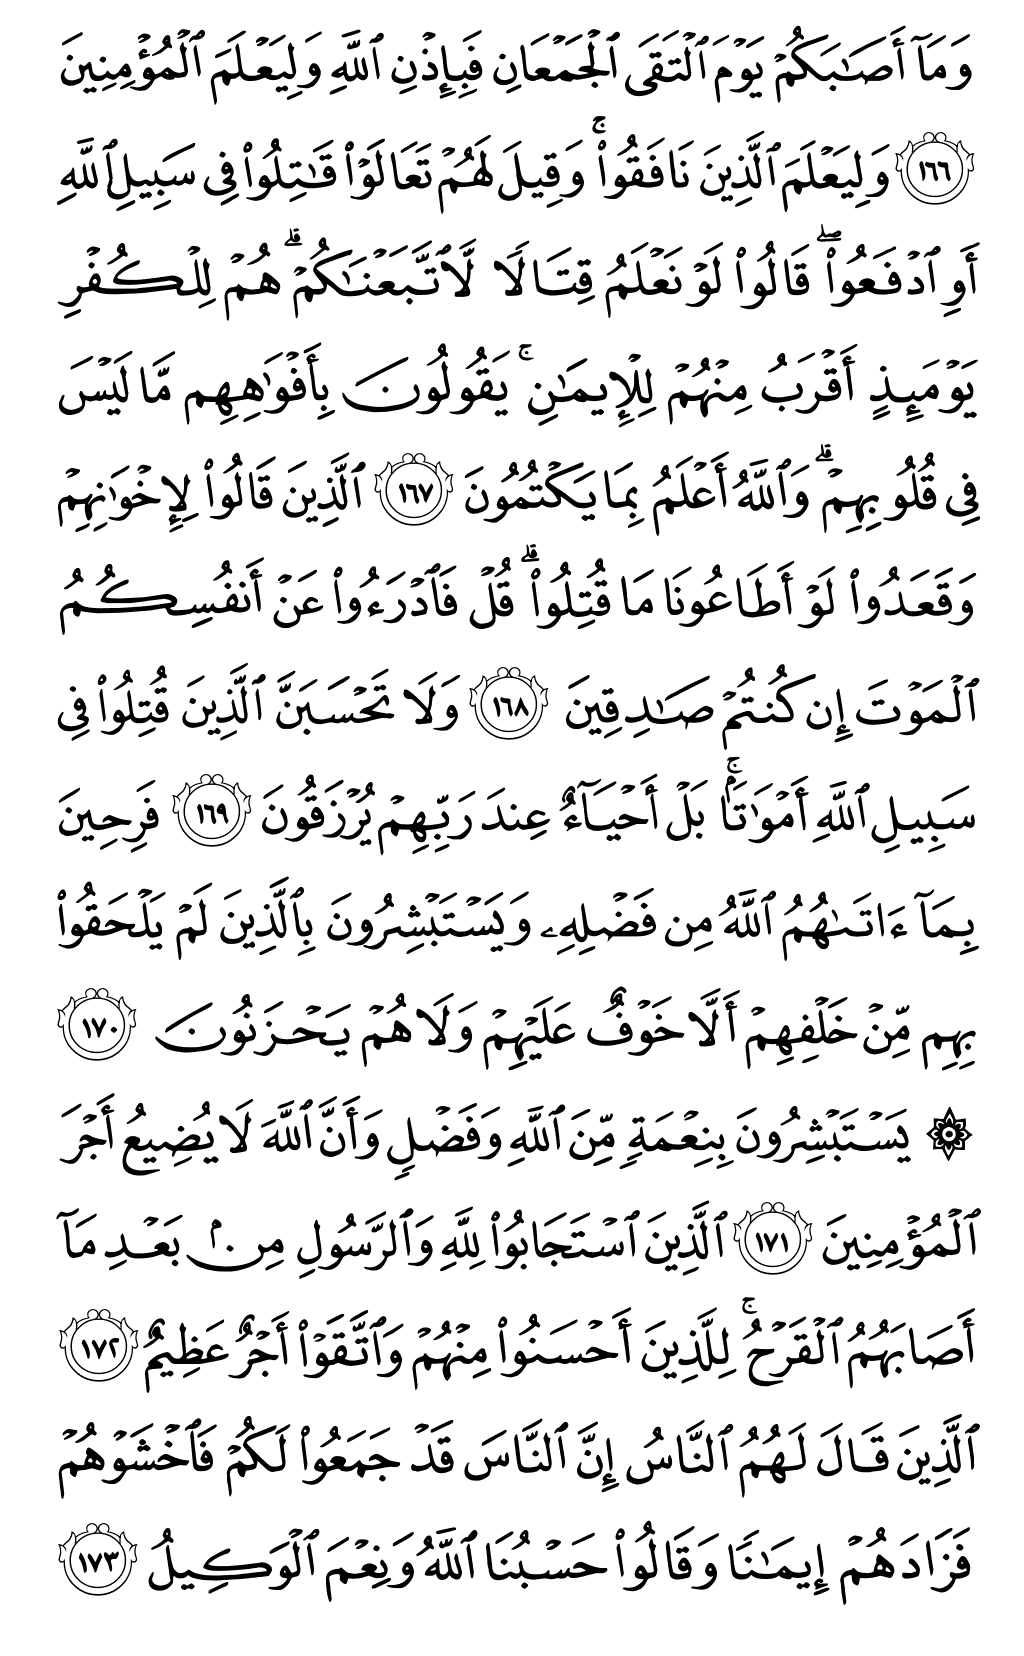 وَمَآ أَصَـٰبَكُمْ يَوْمَ ٱلْتَقَى ٱلْجَمْعَانِ فَبِإِذْنِ ٱللَّهِ وَلِيَعْلَمَ ٱلْمُؤْمِنِينَ
١٦٦ وَلِيَعْلَمَ ٱلَّذِينَ نَافَقُوا۟ ۚ وَقِيلَ لَهُمْ تَعَالَوْا۟ قَـٰتِلُوا۟ فِى سَبِيلِ ٱللَّهِ
أَوِ ٱدْفَعُوا۟ ۖ قَالُوا۟ لَوْ نَعْلَمُ قِتَالًا لَّٱتَّبَعْنَـٰكُمْ ۗ هُمْ لِلْكُفْرِ
يَوْمَئِذٍ أَقْرَبُ مِنْهُمْ لِلْإِيمَـٰنِ ۚ يَقُولُونَ بِأَفْوَٰهِهِم مَّا لَيْسَ
فِى قُلُوبِهِمْ ۗ وَٱللَّهُ أَعْلَمُ بِمَا يَكْتُمُونَ ١٦٧ ٱلَّذِينَ قَالُوا۟ لِإِخْوَٰنِهِمْ
وَقَعَدُوا۟ لَوْ أَطَاعُونَا مَا قُتِلُوا۟ ۗ قُلْ فَٱدْرَءُوا۟ عَنْ أَنفُسِكُمُ
ٱلْمَوْتَ إِن كُنتُمْ صَـٰدِقِينَ ١٦٨ وَلَا تَحْسَبَنَّ ٱلَّذِينَ قُتِلُوا۟ فِى
سَبِيلِ ٱللَّهِ أَمْوَٰتًۢا ۚ بَلْ أَحْيَآءٌ عِندَ رَبِّهِمْ يُرْزَقُونَ ١٦٩ فَرِحِينَ
بِمَآ ءَاتَىٰهُمُ ٱللَّهُ مِن فَضْلِهِۦ وَيَسْتَبْشِرُونَ بِٱلَّذِينَ لَمْ يَلْحَقُوا۟
بِهِم مِّنْ خَلْفِهِمْ أَلَّا خَوْفٌ عَلَيْهِمْ وَلَا هُمْ يَحْزَنُونَ ١٧٠
۞ يَسْتَبْشِرُونَ بِنِعْمَةٍ مِّنَ ٱللَّهِ وَفَضْلٍ وَأَنَّ ٱللَّهَ لَا يُضِيعُ أَجْرَ
ٱلْمُؤْمِنِينَ ١٧١ ٱلَّذِينَ ٱسْتَجَابُوا۟ لِلَّهِ وَٱلرَّسُولِ مِنۢ بَعْدِ مَآ
أَصَابَهُمُ ٱلْقَرْحُ ۚ لِلَّذِينَ أَحْسَنُوا۟ مِنْهُمْ وَٱتَّقَوْا۟ أَجْرٌ عَظِيمٌ ١٧٢
ٱلَّذِينَ قَالَ لَهُمُ ٱلنَّاسُ إِنَّ ٱلنَّاسَ قَدْ جَمَعُوا۟ لَكُمْ فَٱخْشَوْهُمْ
فَزَادَهُمْ إِيمَـٰنًا وَقَالُوا۟ حَسْبُنَا ٱللَّهُ وَنِعْمَ ٱلْوَكِيلُ ١٧٣